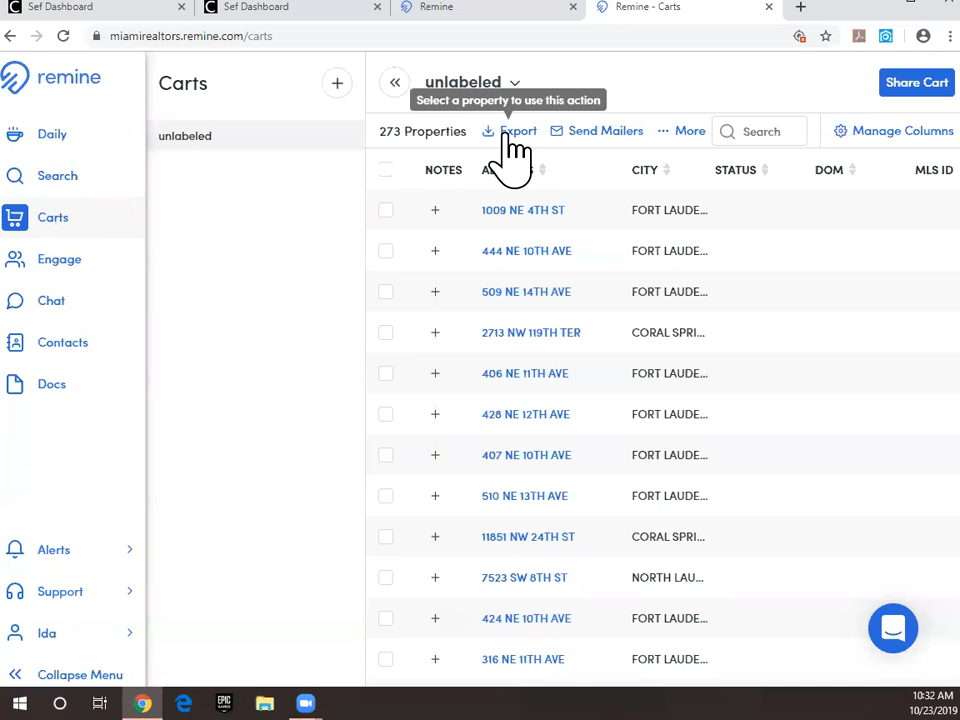 Sef Dashboard
Sef Dashboard
Remine
Remine - Carts
miamirealtors.remine.com/carts
remine
Carts
unlabeled
Share Cart
Select a property to use this action
273 Properties
Export
Send Mailers
More
Search
Manage Columns
Daily
Search
Carts
Engage
Chat
Contacts
Docs
Alerts
Support
Ida
Collapse Menu
unlabeled
NOTES
CITY
STATUS
DOM
MLS ID
1009 NE 4TH ST FORT LAUDE...
444 NE 10TH AVE FORT LAUDE...
509 NE 14TH AVE FORT LAUDE...
2713 NW 119TH TER CORAL SPRI...
406 NE 11TH AVE FORT LAUDE...
428 NE 12TH AVE FORT LAUDE...
407 NE 10TH AVE FORT LAUDE...
510 NE 13TH AVE FORT LAUDE...
11851 NW 24TH ST CORAL SPRI...
7523 SW 8TH ST NORTH LAU...
424 NE 10TH AVE FORT LAUDE...
316 NE 11TH AVE FORT LAUDE...
EPIC
GAMES
10:32 AM
10/23/2019